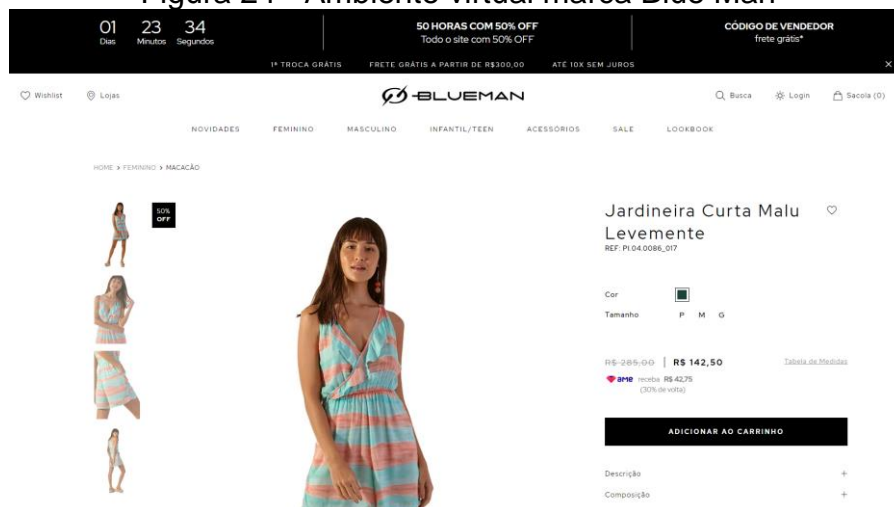 Figura 24 - Ambiente virtual marca Blue Man
01 23 34
Dias Minutos Segundos
50 HORAS COM 50% OFF
Todo o site com 50% OFF
CÓDIGO DE VENDEDOR
frete grátis*
1ª TROCA GRÁTIS FRETE GRÁTIS A PARTIR DE R$300,00 ATÉ 10X SEM JUROS X
Wishlist Lojas BLUEMAN Busca Login Sacola (0)
NOVIDADES FEMININO MASCULINO INFANTIL/TEEN ACESSÓRIOS SALE LOOKBOOK
HOME > FEMININO > MACACÃO
50%
OFF
Jardineira Curta Malu
Levemente
REF: PI.04.0086_017
Cor
Tamanho P M G
R$ 285,00 | R$ 142,50 Tabela de Medidas
ame receba R$ 42,75
(30% de volta)
ADICIONAR AO CARRINHO
Descrição +
Composição +